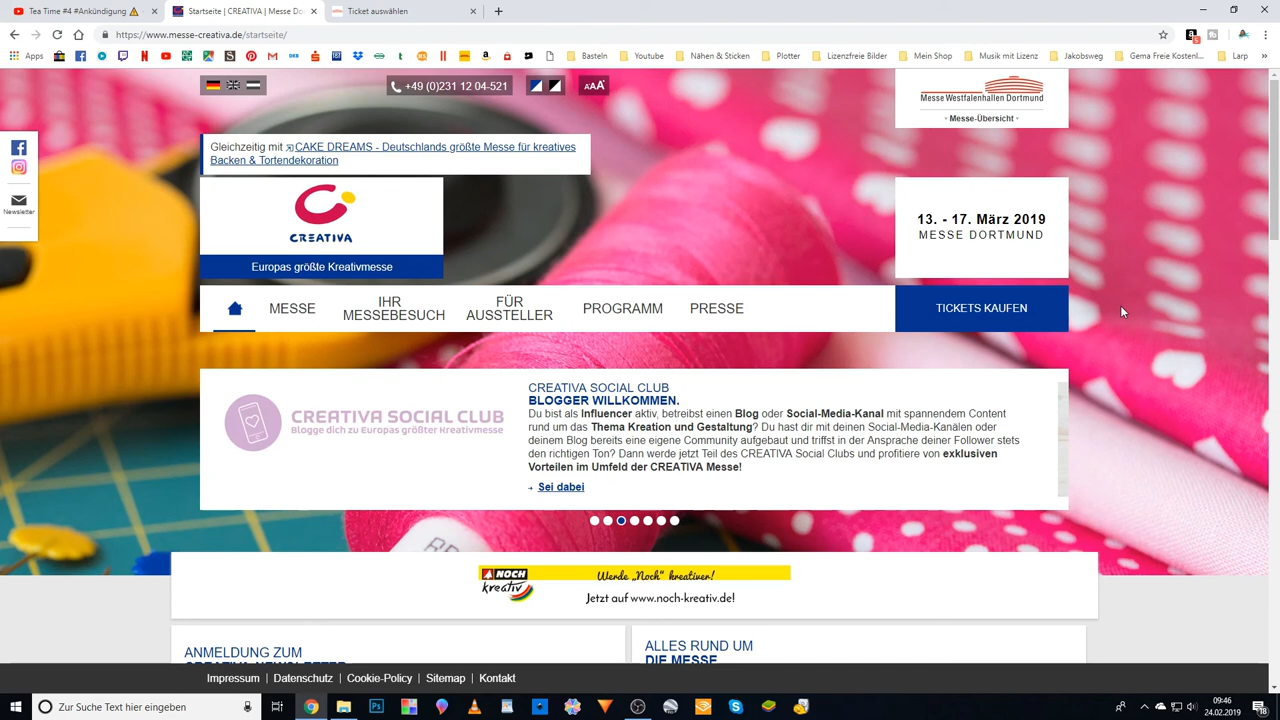 Tea Time #4 #Ankündigung
Startseite | CREATIVA | Messe Do
Ticket auswählen
https://www.messe-creativa.de/startseite/
Apps
Basteln
Youtube
Nähen & Sticken
Plotter
Lizenzfreie Bilder
Mein Shop
Musik mit Lizenz
Jakobsweg
Gema Freie Kostenl...
Larp
+49 (0)231 12 04-521
AAA
Messe Westfalenhallen Dortmund
- Messe-Übersicht -
Gleichzeitig mit CAKE DREAMS - Deutschlands größte Messe für kreatives
Backen & Tortendekoration
Newsletter
CREATIVA
Europas größte Kreativmesse
13. - 17. März 2019
MESSE DORTMUND
MESSE
IHR
MESSEBESUCH
FÜR
AUSSTELLER
PROGRAMM
PRESSE
TICKETS KAUFEN
CREATIVA SOCIAL CLUB
Blogge dich zu Europas größter Kreativmesse
CREATIVA SOCIAL CLUB
BLOGGER WILLKOMMEN.
Du bist als Influencer aktiv, betreibst einen Blog oder Social-Media-Kanal mit spannendem Content
rund um das Thema Kreation und Gestaltung? Du hast dir mit deinen Social-Media-Kanälen oder
deinem Blog bereits eine eigene Community aufgebaut und triffst in der Ansprache deiner Follower stets
den richtigen Ton? Dann werde jetzt Teil des CREATIVA Social Clubs und profitiere von exklusiven
Vorteilen im Umfeld der CREATIVA Messe!
Sei dabei
NOCH
kreativ
Werde „Noch" kreativer!
Jetzt auf www.noch-kreativ.de!
ANMELDUNG ZUM
CREATIVA NEWSLETTER
ALLES RUND UM
DIE MESSE
Impressum | Datenschutz | Cookie-Policy | Sitemap | Kontakt
Zur Suche Text hier eingeben
09:46
24.02.2019
18